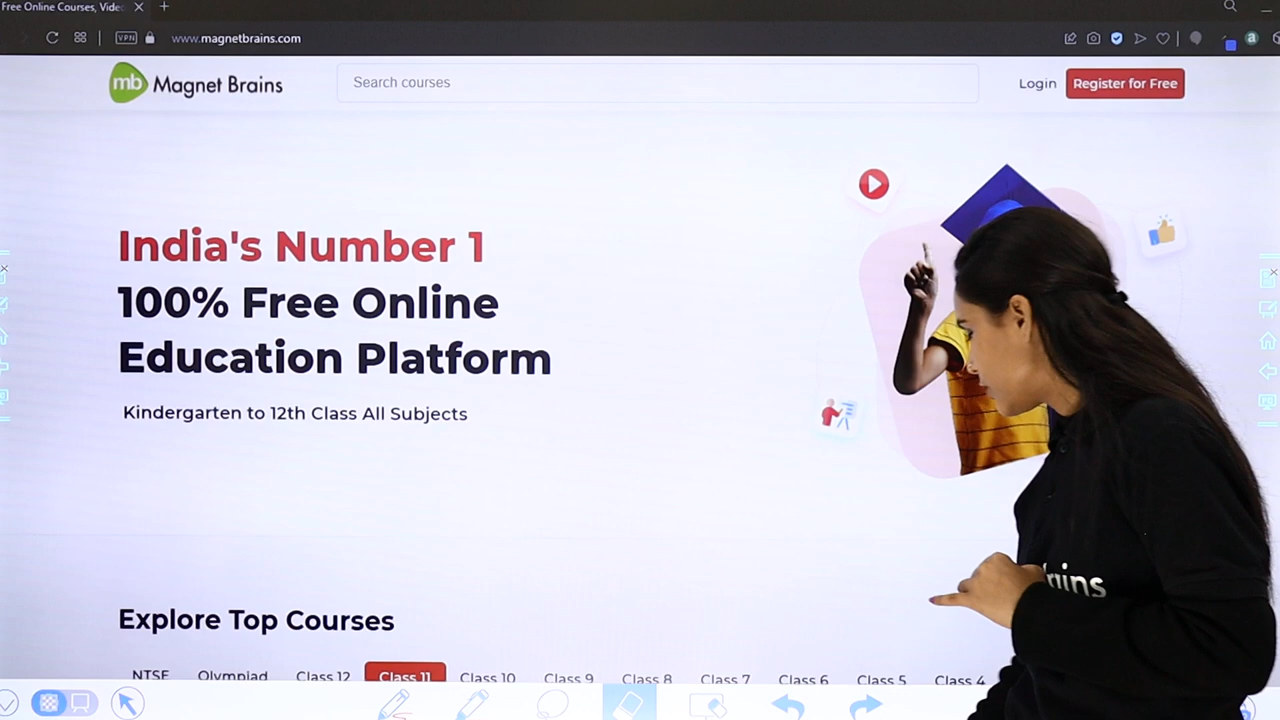 Free Online Courses, Vide
VPN
www.magnetbrains.com
mb Magnet Brains
Search courses
Login
Register for Free
India's Number 1
100% Free Online
Education Platform
Kindergarten to 12th Class All Subjects
rains
Explore Top Courses
NTSE Olympiad Class 12 Class 11 Class 10 Class 9 Class 8 Class 7 Class 6 Class 5 Class 4